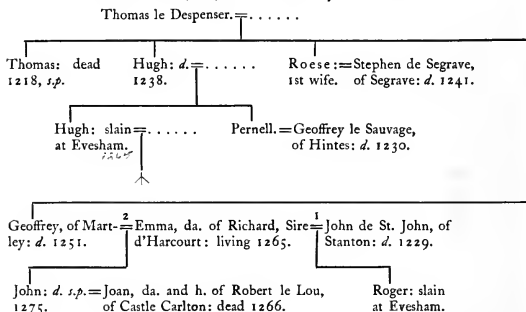 Thomas le Despenser.=......
Thomas: dead
1218, s.p.
Hugh: d.=......
1238.
Roese:=Stephen de Segrave,
1st wife. of Segrave: d. 1241.
Hugh: slain=......
at Evesham.
Pernell.=Geoffrey le Sauvage,
of Hintes: d. 1230.
Geoffrey, of Mart-=2 Emma, da. of Richard, Sire 1=John de St. John, of
ley: d. 1251. d'Harcourt: living 1265. Stanton: d. 1229.
John: d. s.p.=Joan, da. and h. of Robert le Lou,
1275. of Castle Carlton: dead 1266.
Roger: slain
at Evesham.